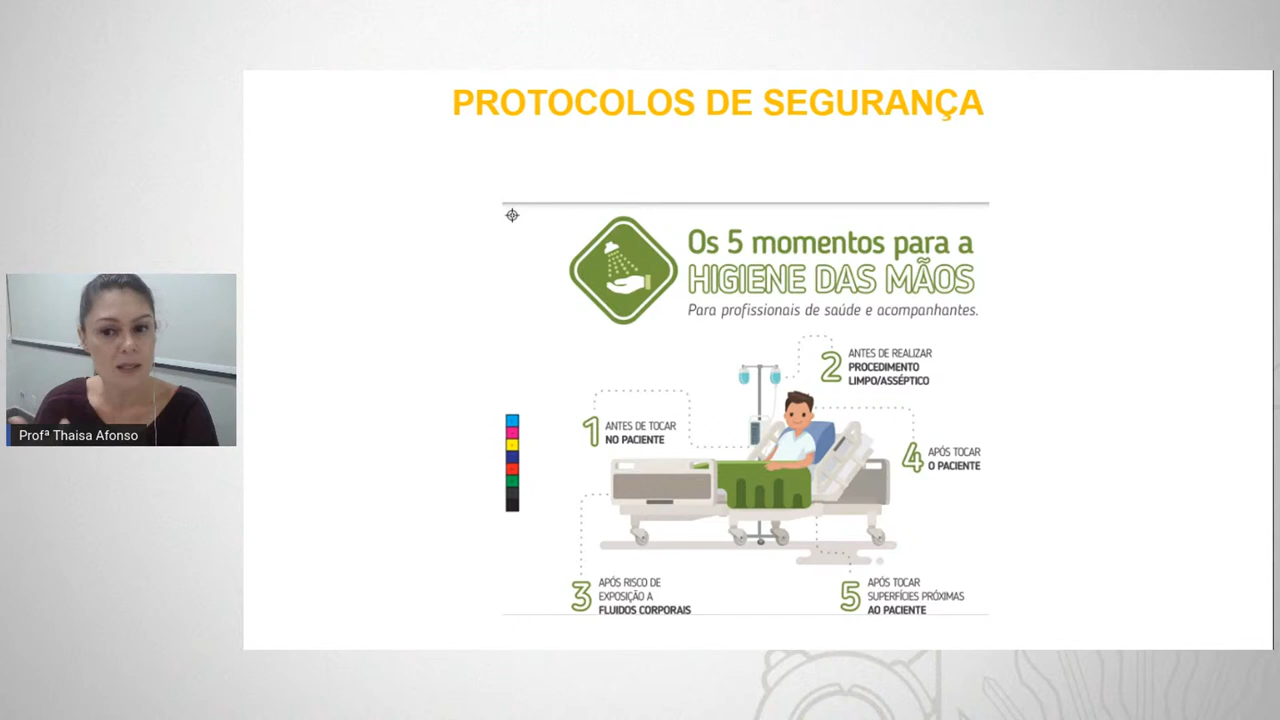 PROTOCOLOS DE SEGURANÇA
Os 5 momentos para a
HIGIENE DAS MÃOS
Para profissionais de saúde e acompanhantes.
1
ANTES DE TOCAR
NO PACIENTE
2
ANTES DE REALIZAR
PROCEDIMENTO
LIMPO/ASSÉPTICO
3
APÓS RISCO DE
EXPOSIÇÃO A
FLUIDOS CORPORAIS
4
APÓS TOCAR
O PACIENTE
5
APÓS TOCAR
SUPERFÍCIES PRÓXIMAS
AO PACIENTE
Profª Thaisa Afonso